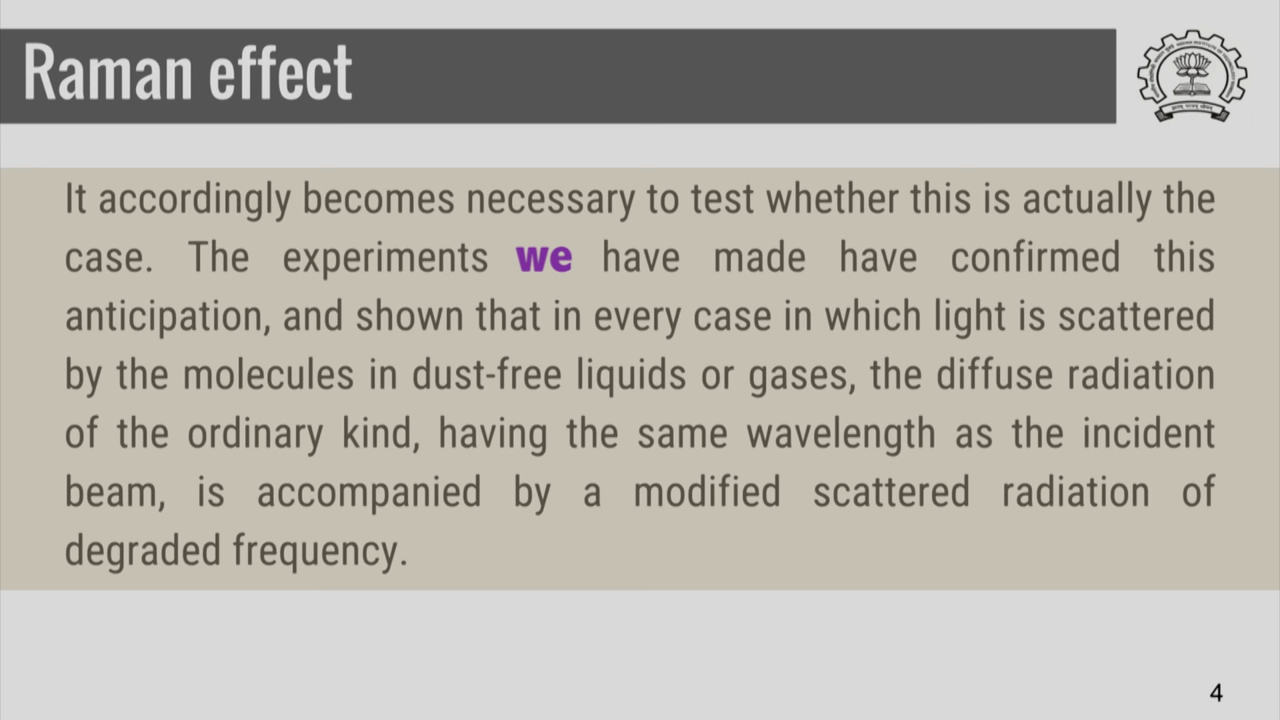 Raman effect
It accordingly becomes necessary to test whether this is actually the
case. The experiments we have made have confirmed this
anticipation, and shown that in every case in which light is scattered
by the molecules in dust-free liquids or gases, the diffuse radiation
of the ordinary kind, having the same wavelength as the incident
beam, is accompanied by a modified scattered radiation of
degraded frequency.
4